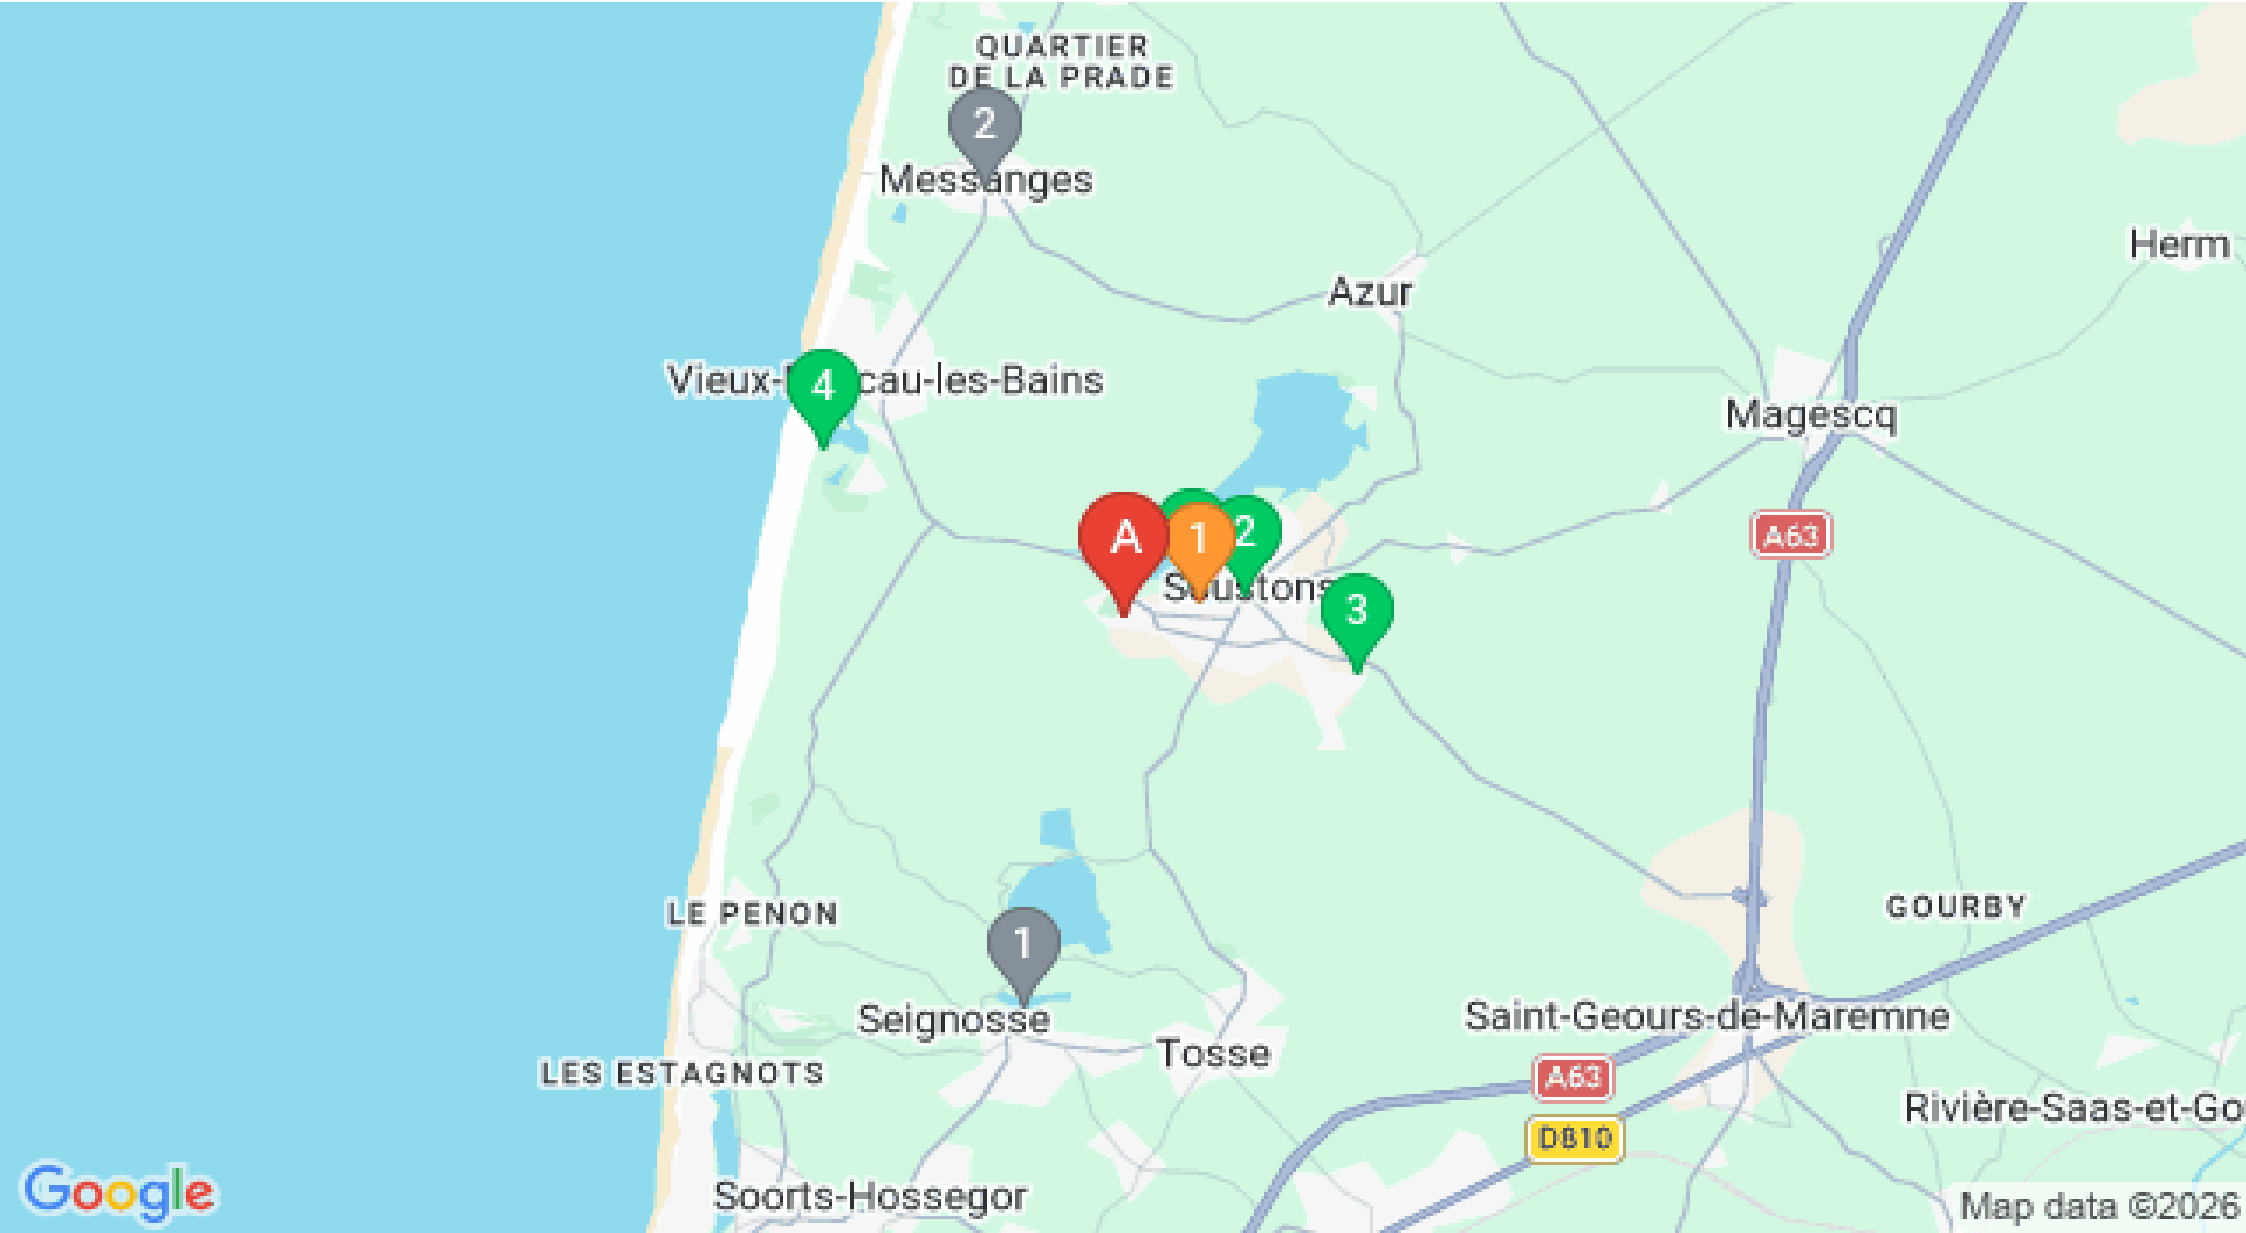 QUARTIER
DE LA PRADE
2
Messanges
Herm
Azur
Vieux-
4
cau-les-Bains
Magescq
A
1
2
A63
Soustons
3
LE PENON
GOURBY
1
Seignosse
Saint-Geours-de-Maremne
Tosse
LES ESTAGNOTS
A63
Rivière-Saas-et-Go
D810
Soorts-Hossegor
Google
Map data ©2026